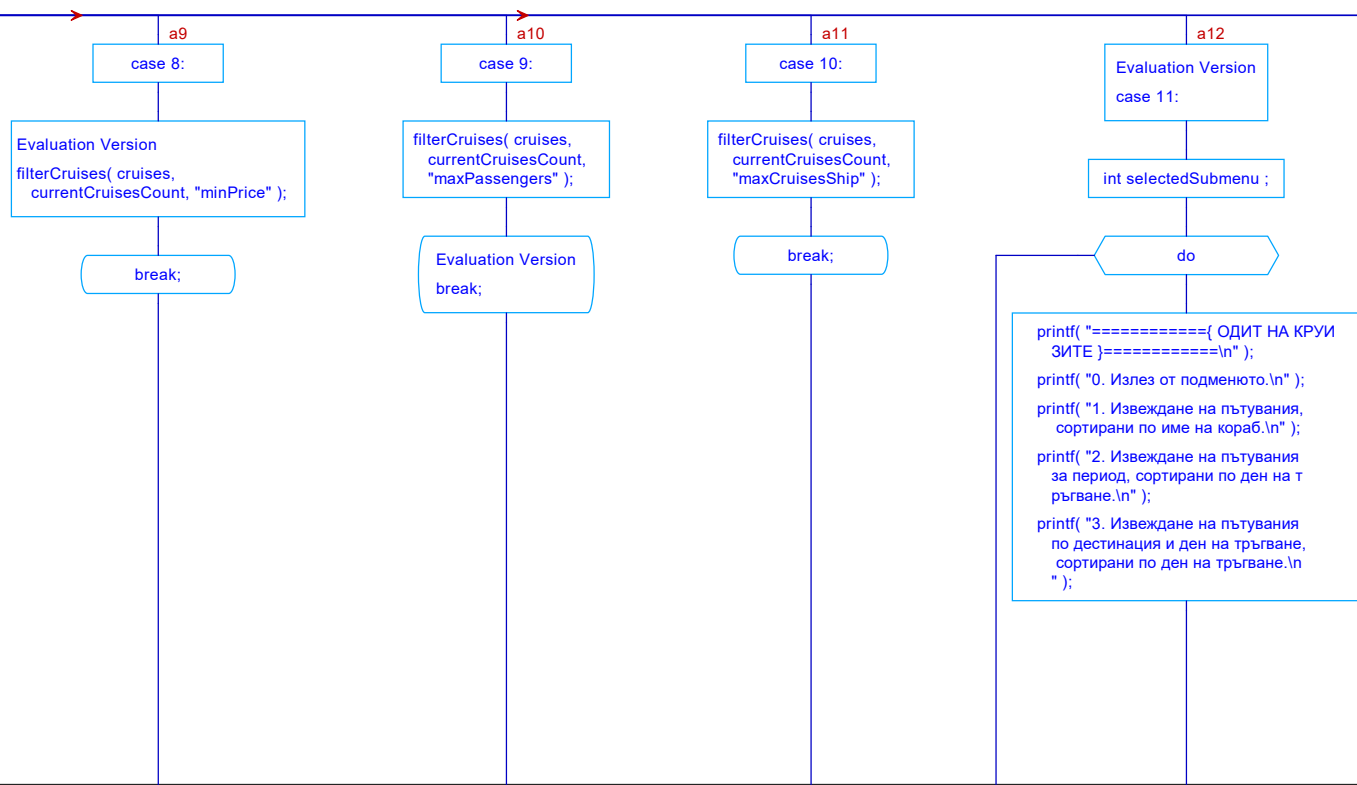 a9
case 8:
Evaluation Version
filterCruises( cruises,
currentCruisesCount, "minPrice" );
break;
a10
case 9:
filterCruises( cruises,
currentCruisesCount,
"maxPassengers" );
Evaluation Version
break;
a11
case 10:
filterCruises( cruises,
currentCruisesCount,
"maxCruisesShip" );
break;
a12
Evaluation Version
case 11:
int selectedSubmenu ;
do
printf( "============{ ОДИТ НА КРУИ
ЗИТЕ }============\n" );
printf( "0. Излез от подменюто.\n" );
printf( "1. Извеждане на пътувания,
сортирани по име на кораб.\n" );
printf( "2. Извеждане на пътувания
за период, сортирани по ден на т
ръгване.\n" );
printf( "3. Извеждане на пътувания
по дестинация и ден на тръгване,
сортирани по ден на тръгване.\n
" );